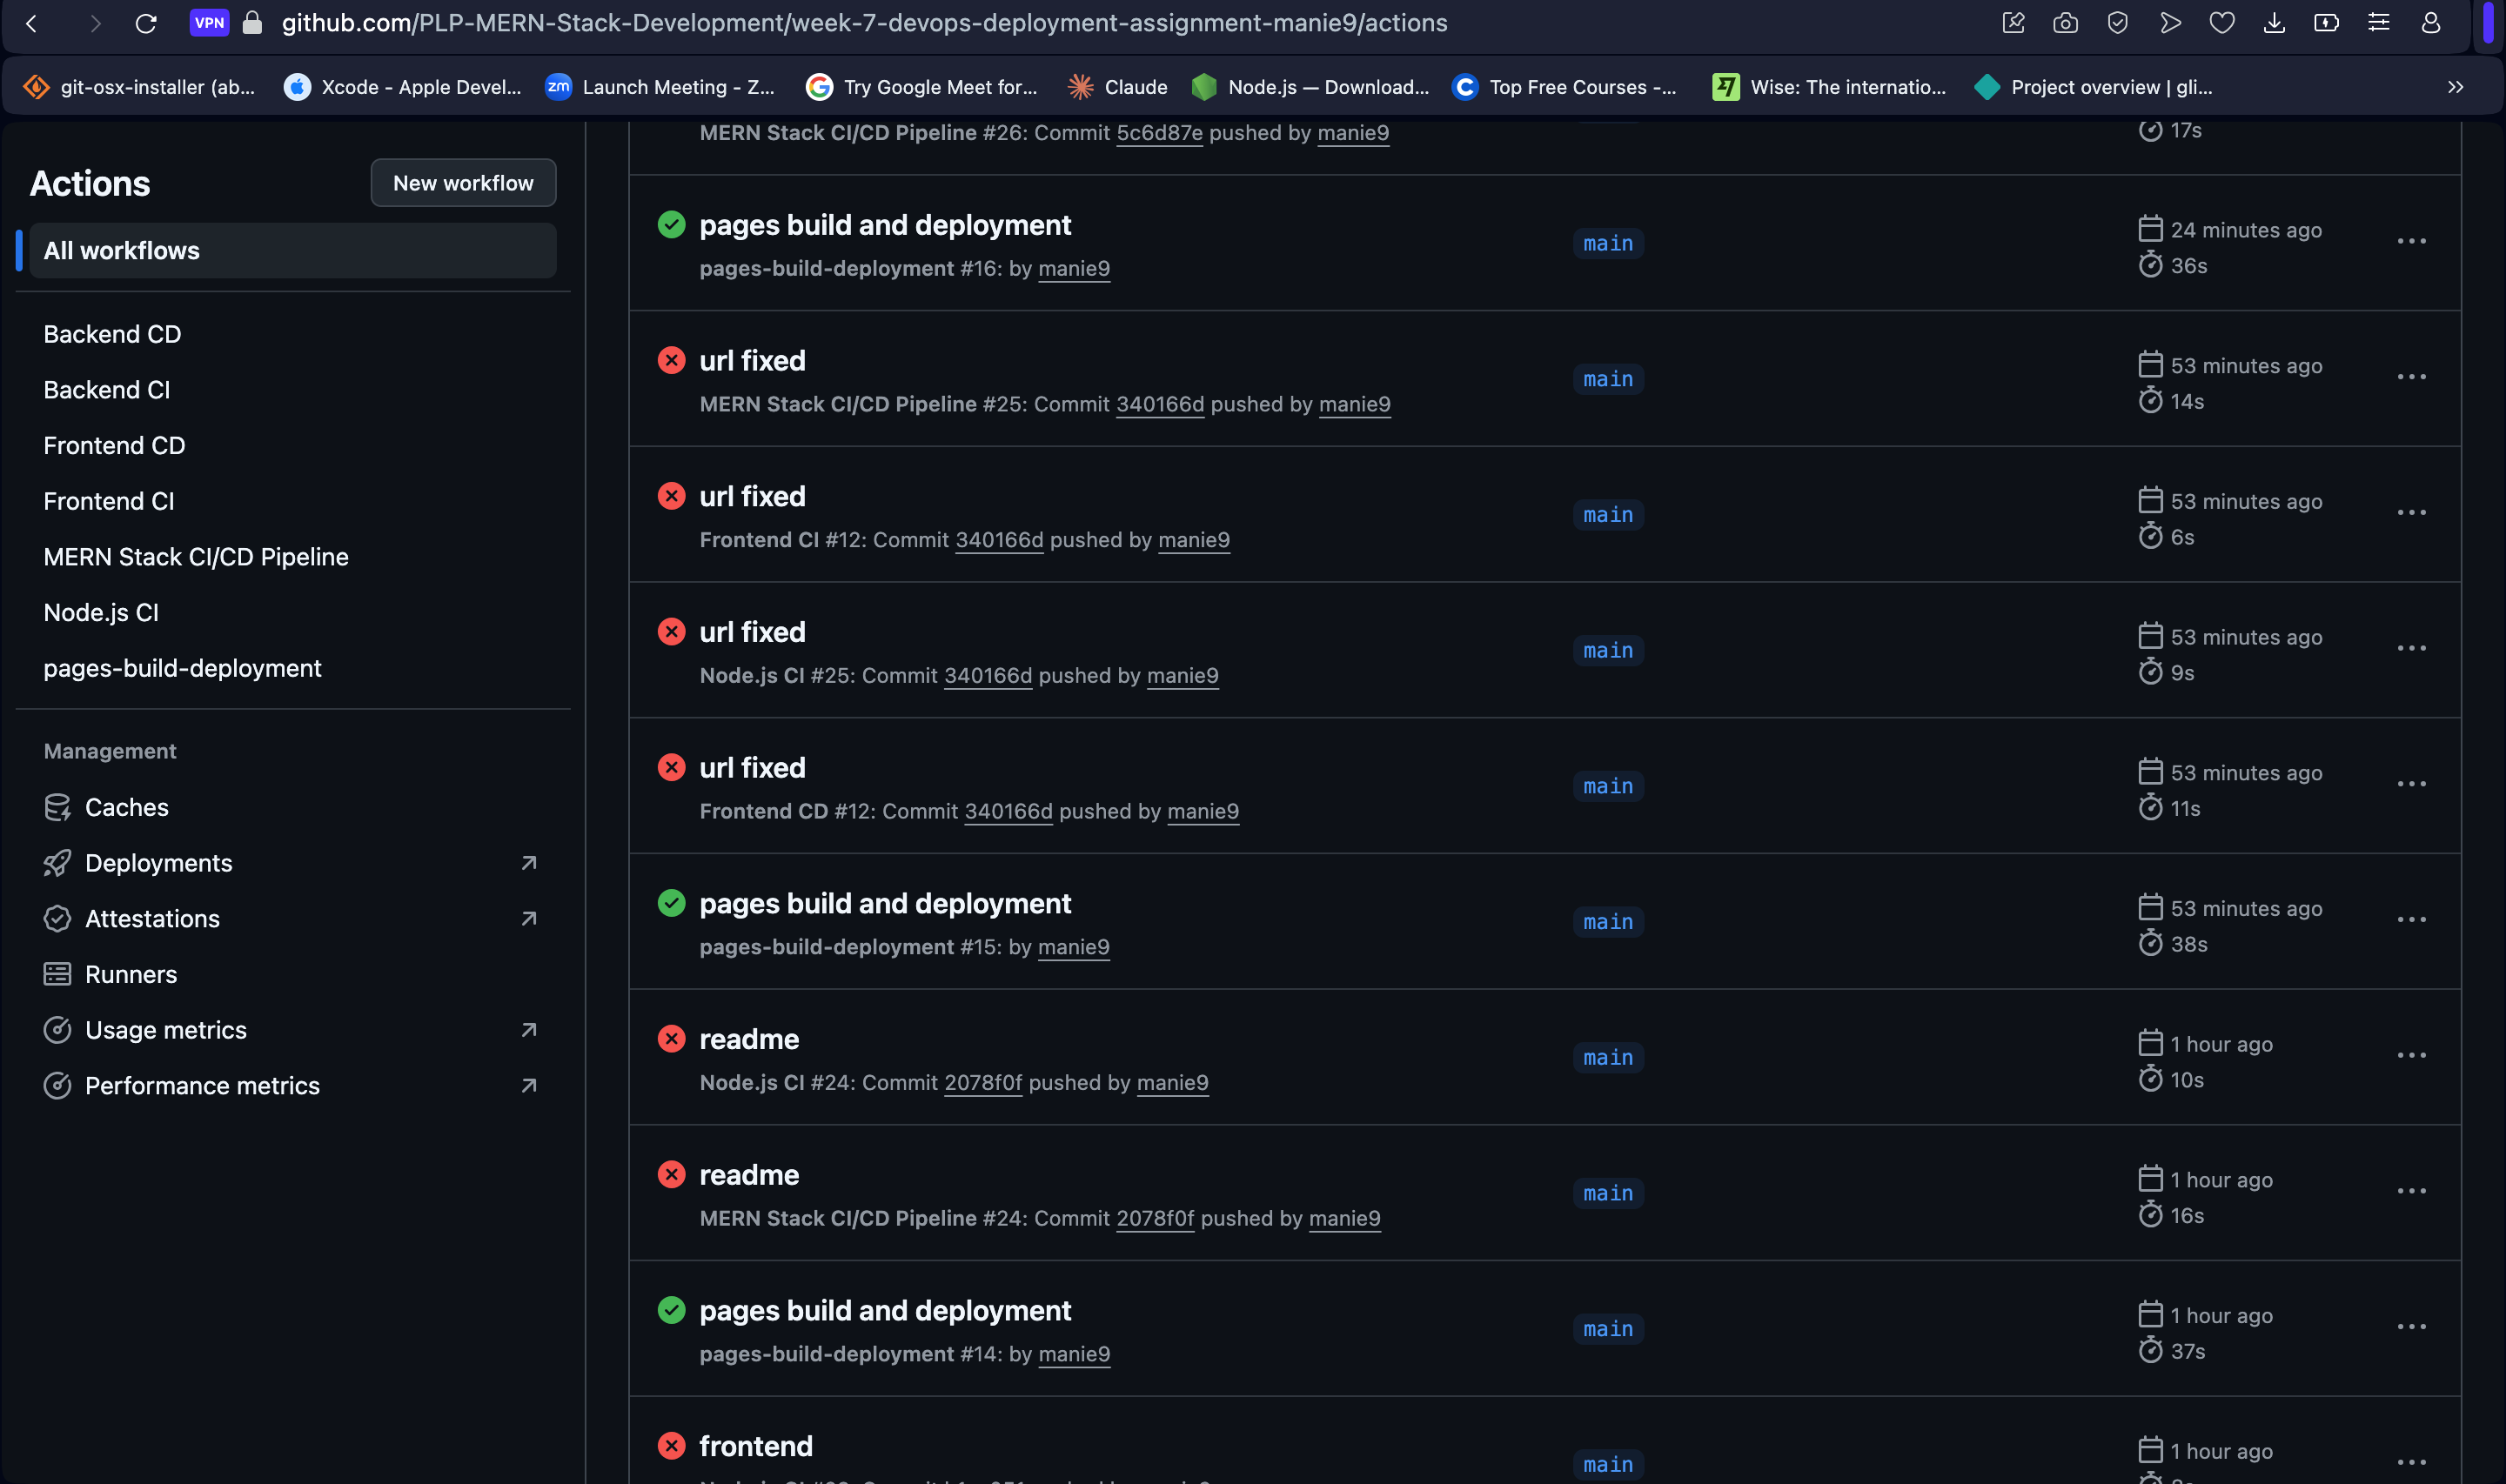 VPN
github.com/PLP-MERN-Stack-Development/week-7-devops-deployment-assignment-manie9/actions
git-osx-installer (ab...
Xcode - Apple Devel...
zm
Launch Meeting - Z...
Try Google Meet for...
Claude
Node.js — Download...
Top Free Courses -...
Wise: The internatio...
Project overview | gli...
Actions
New workflow
All workflows
Backend CD
Backend CI
Frontend CD
Frontend CI
MERN Stack CI/CD Pipeline
Node.js CI
pages-build-deployment
Management
Caches
Deployments
Attestations
Runners
Usage metrics
Performance metrics
MERN Stack CI/CD Pipeline #26: Commit 5c6d87e pushed by manie9
17s
pages build and deployment
pages-build-deployment #16: by manie9
main
24 minutes ago
36s
url fixed
MERN Stack CI/CD Pipeline #25: Commit 340166d pushed by manie9
main
53 minutes ago
14s
url fixed
Frontend CI #12: Commit 340166d pushed by manie9
main
53 minutes ago
6s
url fixed
Node.js CI #25: Commit 340166d pushed by manie9
main
53 minutes ago
9s
url fixed
Frontend CD #12: Commit 340166d pushed by manie9
main
53 minutes ago
11s
pages build and deployment
pages-build-deployment #15: by manie9
main
53 minutes ago
38s
readme
Node.js CI #24: Commit 2078f0f pushed by manie9
main
1 hour ago
10s
readme
MERN Stack CI/CD Pipeline #24: Commit 2078f0f pushed by manie9
main
1 hour ago
16s
pages build and deployment
pages-build-deployment #14: by manie9
main
1 hour ago
37s
frontend
main
1 hour ago